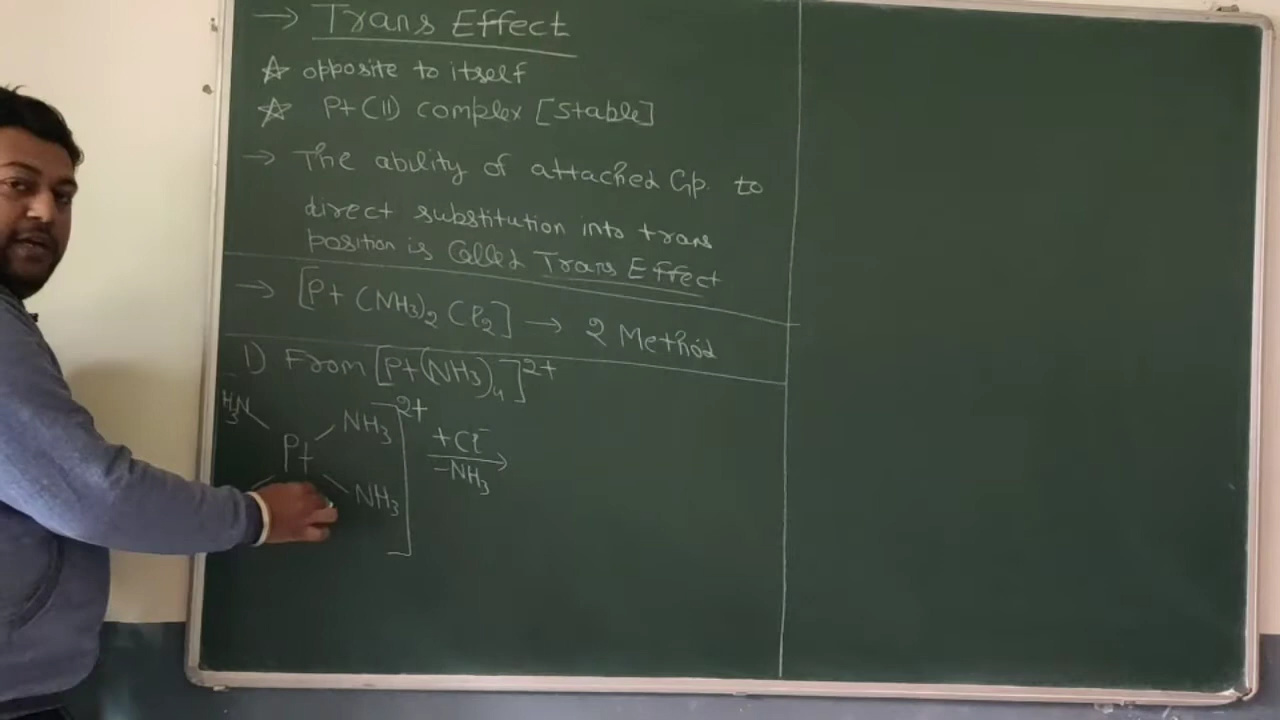 → Trans Effect
☆ opposite to itself
☆ Pt(II) complex [stable]
→ The ability of attached Gp. to
direct substitution into trans
position is Called Trans Effect
→ [Pt (NH3)2 Cl2] → 2 Method
1) From [Pt(NH3)4]2+
H3N NH3 ]2+
Pt +Cl-
-NH3 →
NH3